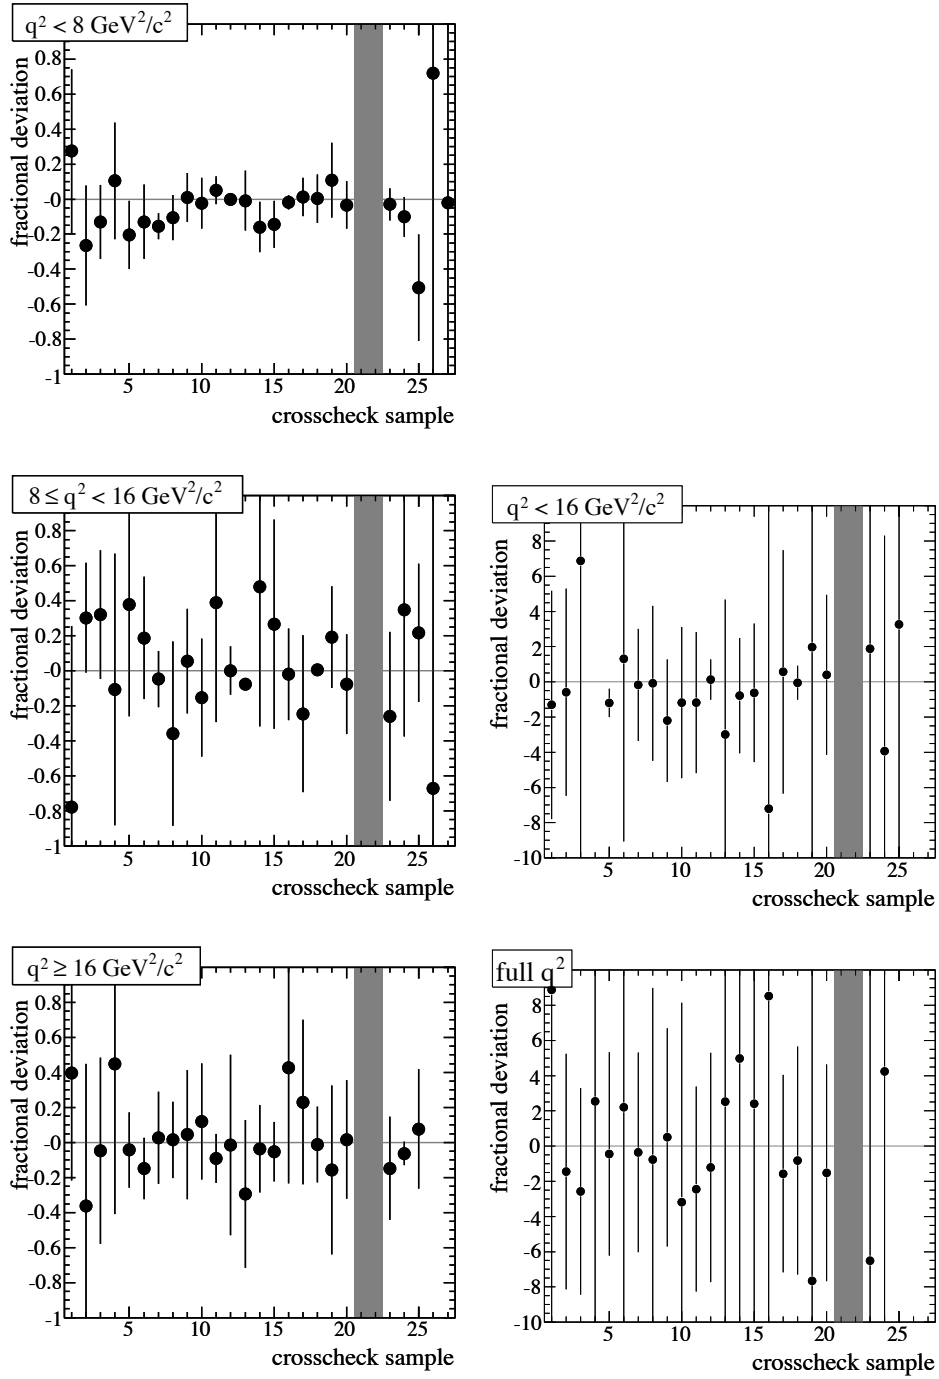 q² < 8 GeV²/c²
fractional deviation
0.8
0.6
0.4
0.2
-0
-0.2
-0.4
-0.6
-0.8
-1
5 10 15 20 25
crosscheck sample
8 ≤ q² < 16 GeV²/c²
fractional deviation
0.8
0.6
0.4
0.2
-0
-0.2
-0.4
-0.6
-0.8
-1
5 10 15 20 25
crosscheck sample
q² < 16 GeV²/c²
fractional deviation
8
6
4
2
0
-2
-4
-6
-8
-10
5 10 15 20 25
crosscheck sample
q² ≥ 16 GeV²/c²
fractional deviation
0.8
0.6
0.4
0.2
-0
-0.2
-0.4
-0.6
-0.8
-1
5 10 15 20 25
crosscheck sample
full q²
fractional deviation
8
6
4
2
0
-2
-4
-6
-8
-10
5 10 15 20 25
crosscheck sample